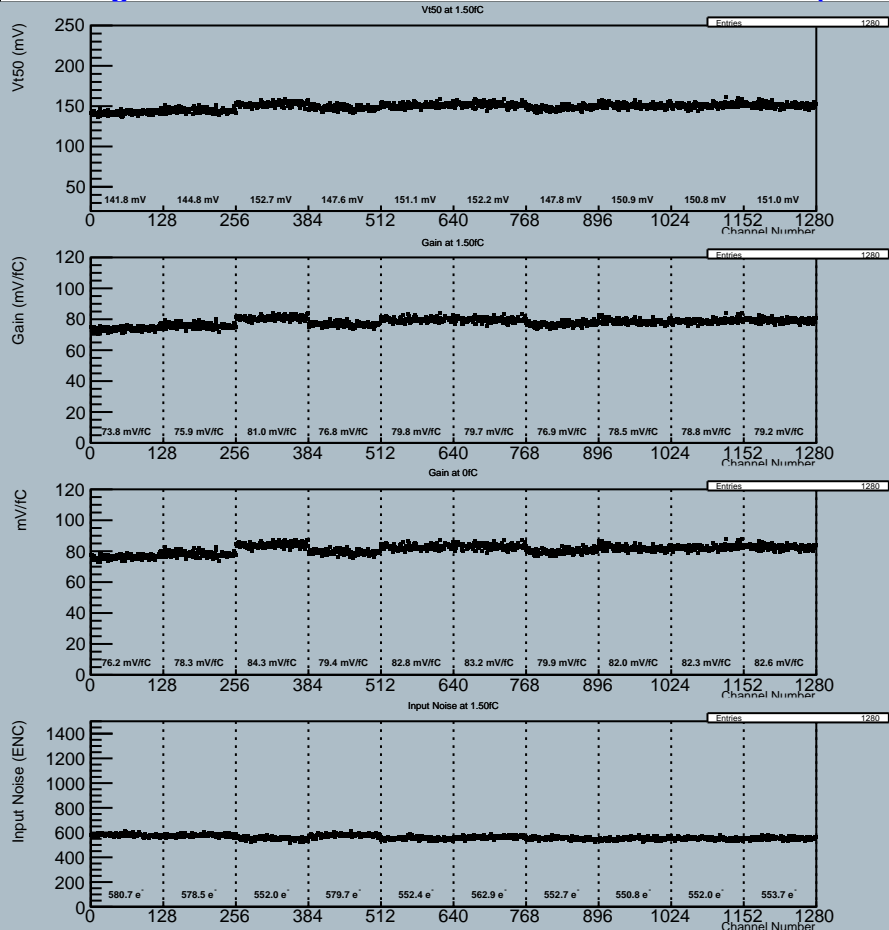 Vt50 at 1.50fC
Entries 1280
Vt50 (mV)
250
200
150
100
50
141.8 mV 144.8 mV 152.7 mV 147.6 mV 151.1 mV 152.2 mV 147.8 mV 150.9 mV 150.8 mV 151.0 mV
0 128 256 384 512 640 768 896 1024 1152 1280
Channel Number
Gain at 1.50fC
Entries 1280
Gain (mV/fC)
120
100
80
60
40
20
0
73.8 mV/fC 75.9 mV/fC 81.0 mV/fC 76.8 mV/fC 79.8 mV/fC 79.7 mV/fC 76.9 mV/fC 78.5 mV/fC 78.8 mV/fC 79.2 mV/fC
0 128 256 384 512 640 768 896 1024 1152 1280
Channel Number
Gain at 0fC
Entries 1280
mV/fC
120
100
80
60
40
20
0
76.2 mV/fC 78.3 mV/fC 84.3 mV/fC 79.4 mV/fC 82.8 mV/fC 83.2 mV/fC 79.9 mV/fC 82.0 mV/fC 82.3 mV/fC 82.6 mV/fC
0 128 256 384 512 640 768 896 1024 1152 1280
Channel Number
Input Noise at 1.50fC
Entries 1280
Input Noise (ENC)
1400
1200
1000
800
600
400
200
0
580.7 e⁻ 578.5 e⁻ 552.0 e⁻ 579.7 e⁻ 552.4 e⁻ 562.9 e⁻ 552.7 e⁻ 550.8 e⁻ 552.0 e⁻ 553.7 e⁻
0 128 256 384 512 640 768 896 1024 1152 1280
Channel Number